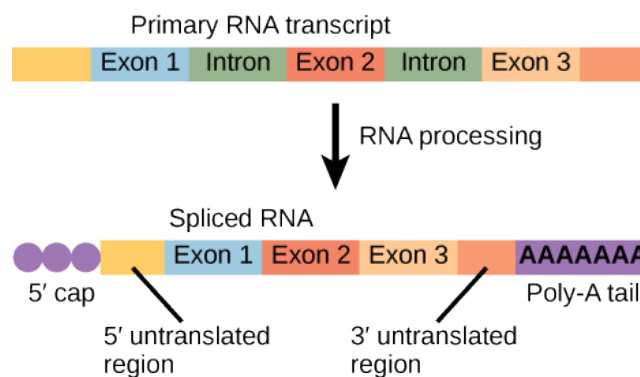 Primary RNA transcript
Exon 1 Intron Exon 2 Intron Exon 3
RNA processing
Spliced RNA
Exon 1 Exon 2 Exon 3 AAAAAAA
5′ cap Poly-A tail
5′ untranslated region
3′ untranslated region